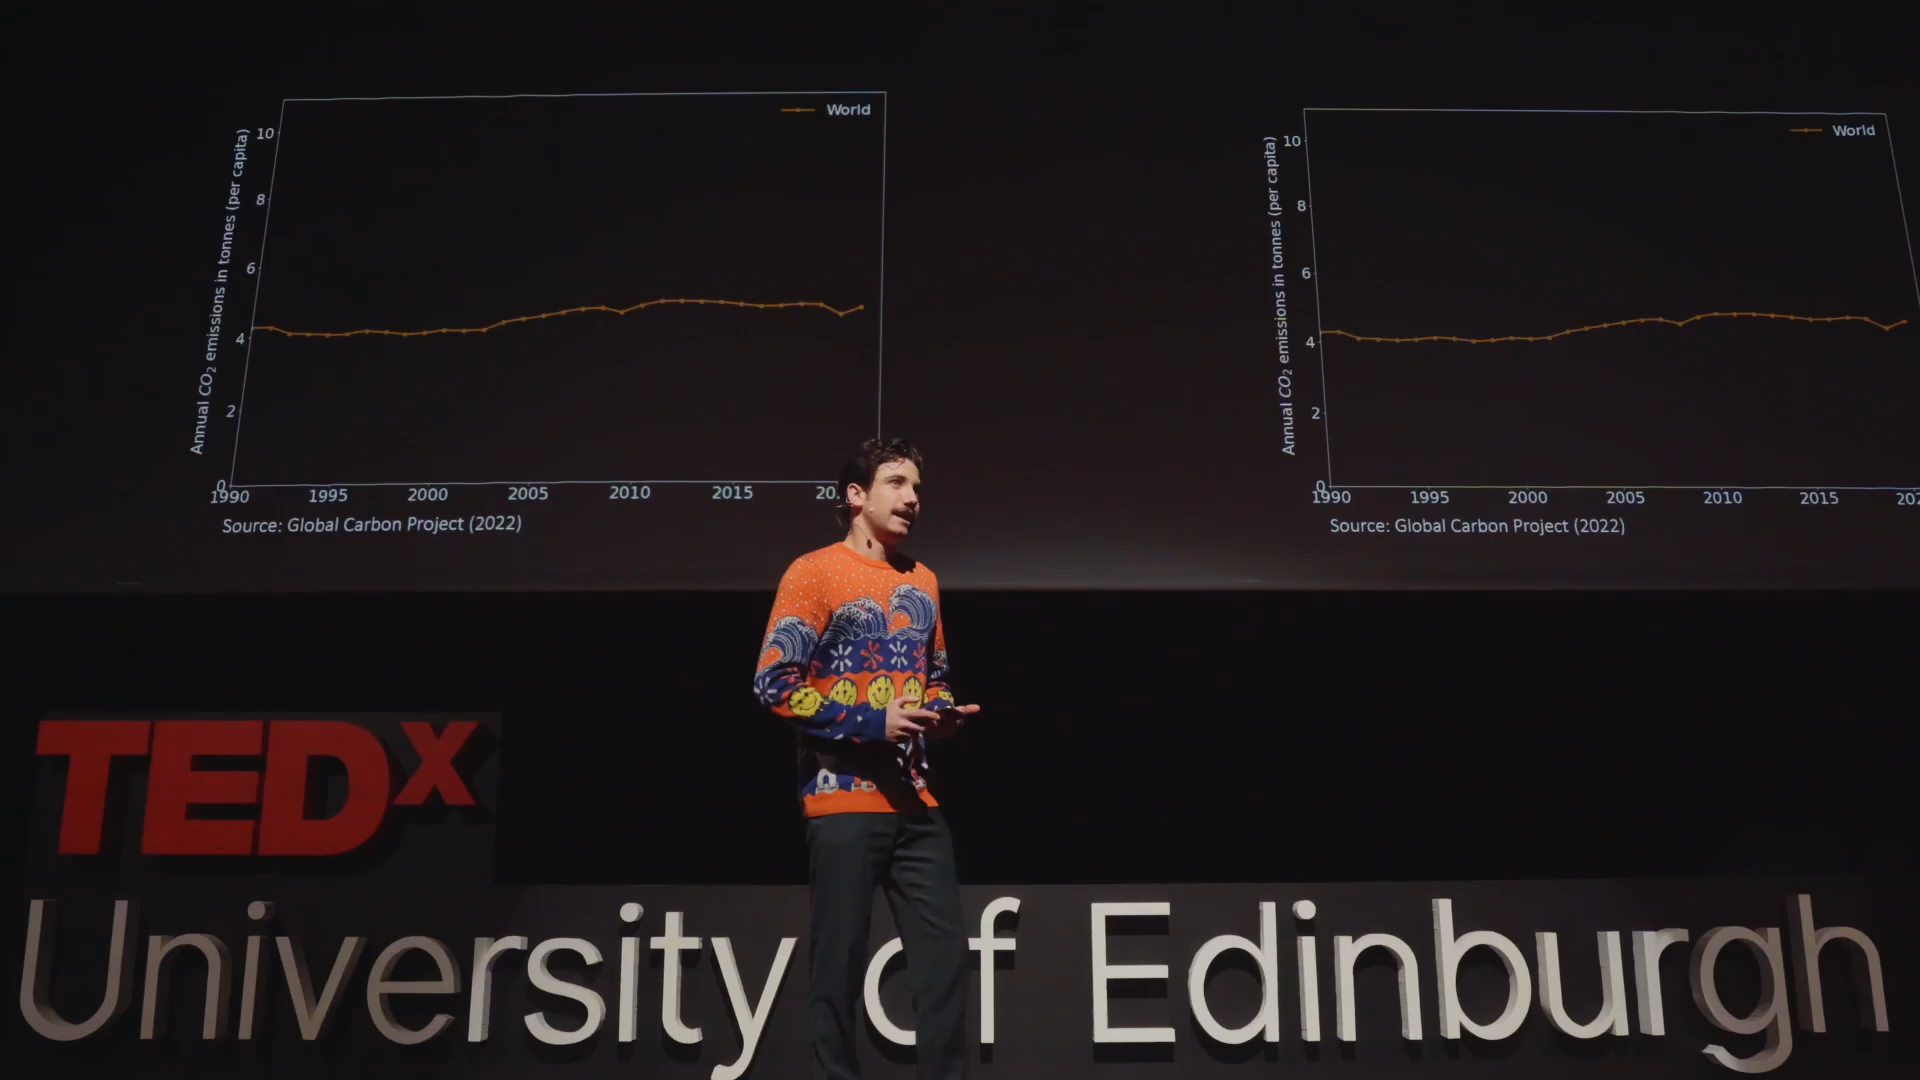 World
10
8
6
4
2
0
Annual CO₂ emissions in tonnes (per capita)
1990 1995 2000 2005 2010 2015
Source: Global Carbon Project (2022)
World
10
8
6
4
2
0
Annual CO₂ emissions in tonnes (per capita)
1990 1995 2000 2005 2010 2015
Source: Global Carbon Project (2022)
TEDx
University of Edinburgh